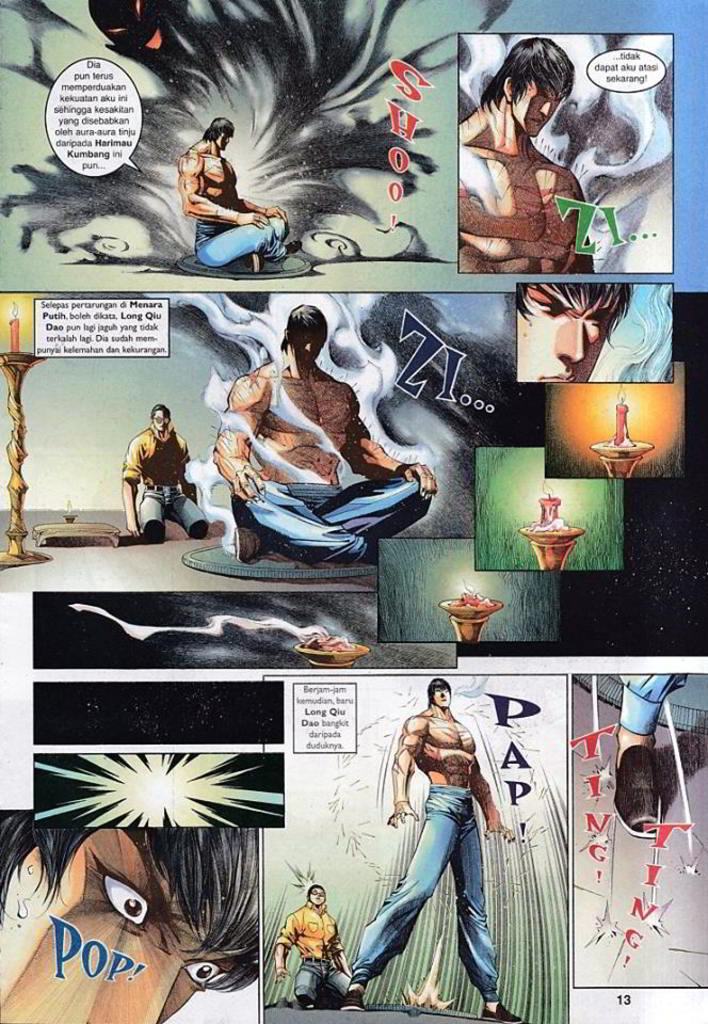 Dia
pun terus
memperduakan
kekuatan aku ini
sehingga kesakitan
yang disebabkan
oleh aura-aura tinju
daripada Harimau
Kumbang ini
pun...
SHOO!
...tidak
dapat aku atasi
sekarang!
ZI...
Selepas pertarungan di Menara
Putih, boleh dikata, Long Qiu
Dao pun lagi jaguh yang tidak
terkalah lagi. Dia sudah mem-
punyai kelemahan dan kekurangan.
ZI...
Berjam-jam
kemudian, baru
Long Qiu
Dao bangkit
daripada
duduknya.
POP!
PAP!
TING!
TING!
13